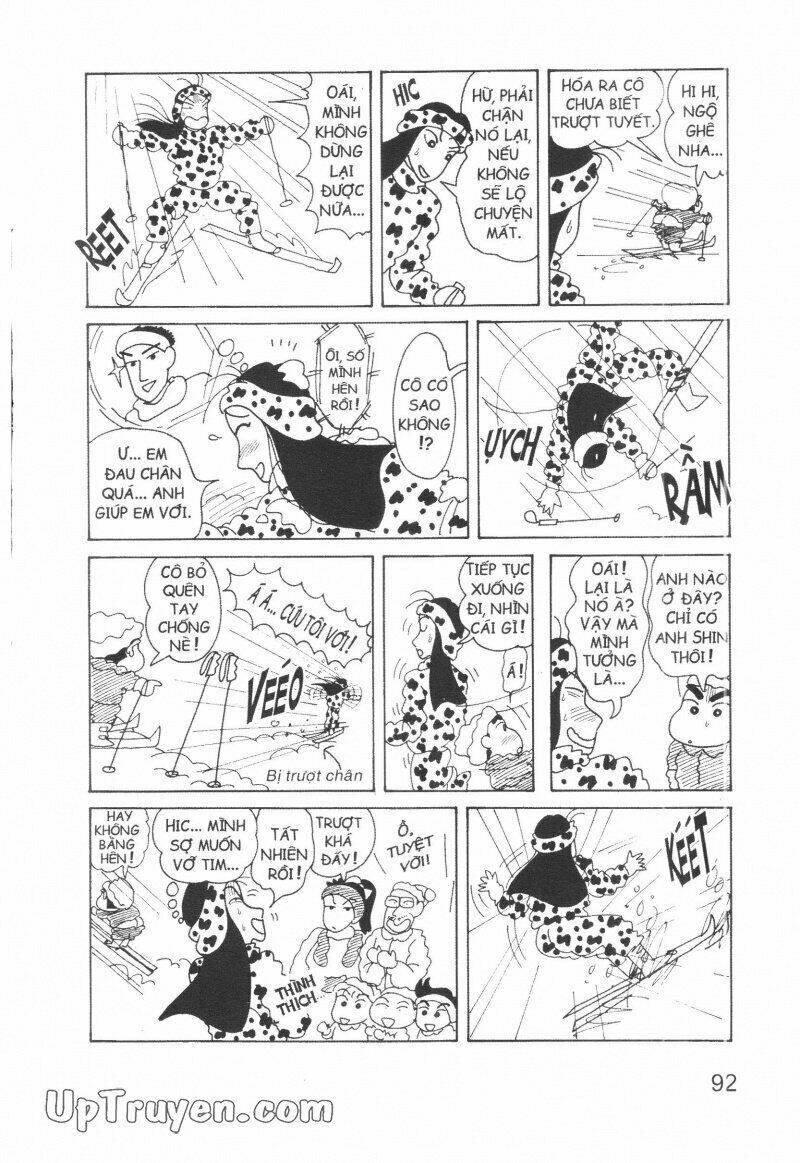 HI HI,
NGỘ
GHÊ
NHA...
HÓA RA CÔ
CHƯA BIẾT
TRƯỢT TUYẾT.
HỪ, PHẢI
CHẬN
NÓ LẠI,
NẾU
KHÔNG
SẼ LỘ
CHUYỆN
MẤT.
HIC
OÁI,
MÌNH
KHÔNG
DỪNG
LẠI
ĐƯỢC
NỮA...
RẸET
RẦM
ỤYCH
CÔ CÓ
SAO
KHÔNG!?
ÔI, SỐ
MÌNH
HÊN
RỒI!
Ư... EM
ĐAU CHÂN
QUÁ... ANH
GIÚP EM VỚI.
ANH NÀO
Ở ĐÂY?
CHỈ CÓ
ANH SHIN
THÔI!
OÁI!
LẠI LÀ
NÓ À?
VẬY MÀ
MÌNH
TƯỞNG
LÀ...
TIẾP TỤC
XUỐNG
ĐI, NHÌN
CÁI GÌ!
Á!
Á Á... CỨU TÔI VỚI!
VÉÉO
Bị trượt chân
CÔ BỎ
QUÊN
TAY
CHỐNG
NÈ!
KÉÉT
Ồ,
TUYỆT
VỜI!
TRƯỢT
KHÁ
ĐẤY!
TẤT
NHIÊN
RỒI!
HIC... MÌNH
SỢ MUỐN
VỠ TIM...
THÌNH
THỊCH
HAY
KHÔNG
BẰNG
HÊN!
92
UpTruyen.com